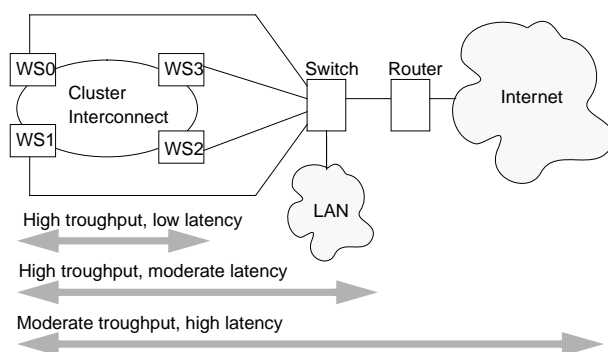 WS0
WS3
Cluster
Interconnect
WS1
WS2
Switch
Router
Internet
LAN
High troughput, low latency
High troughput, moderate latency
Moderate troughput, high latency